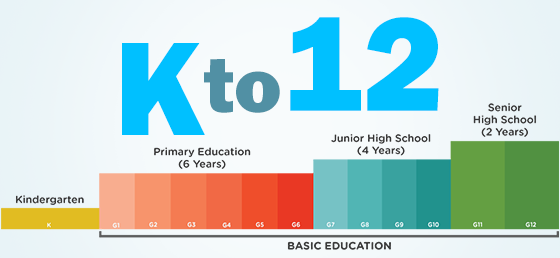 K to 12
Senior
High School
(2 Years)
Junior High School
(4 Years)
Primary Education
(6 Years)
Kindergarten
K G1 G2 G3 G4 G5 G6 G7 G8 G9 G10 G11 G12
BASIC EDUCATION